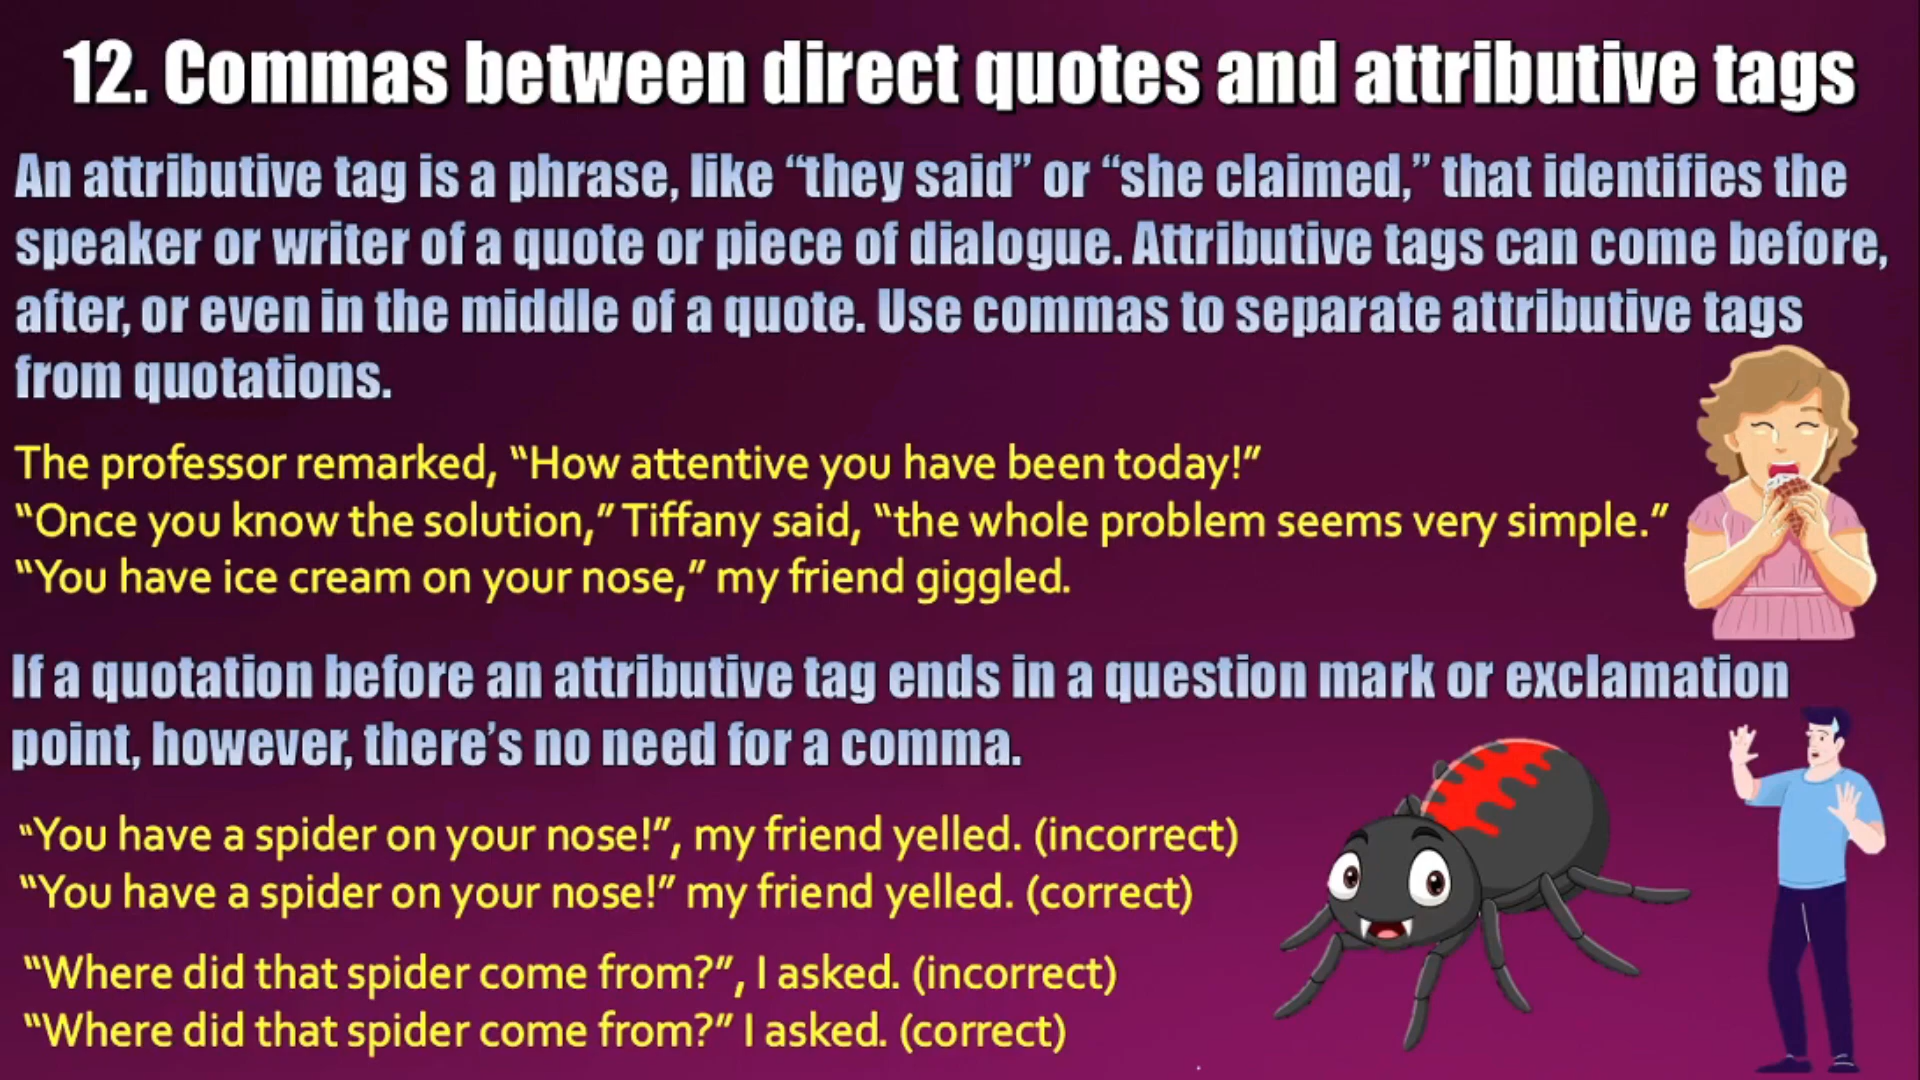 12. Commas between direct quotes and attributive tags
An attributive tag is a phrase, like “they said” or “she claimed,” that identifies the
speaker or writer of a quote or piece of dialogue. Attributive tags can come before,
after, or even in the middle of a quote. Use commas to separate attributive tags
from quotations.
The professor remarked, “How attentive you have been today!”
“Once you know the solution,” Tiffany said, “the whole problem seems very simple.”
“You have ice cream on your nose,” my friend giggled.
If a quotation before an attributive tag ends in a question mark or exclamation
point, however, there’s no need for a comma.
“You have a spider on your nose!”, my friend yelled. (incorrect)
“You have a spider on your nose!” my friend yelled. (correct)
“Where did that spider come from?”, I asked. (incorrect)
“Where did that spider come from?” I asked. (correct)